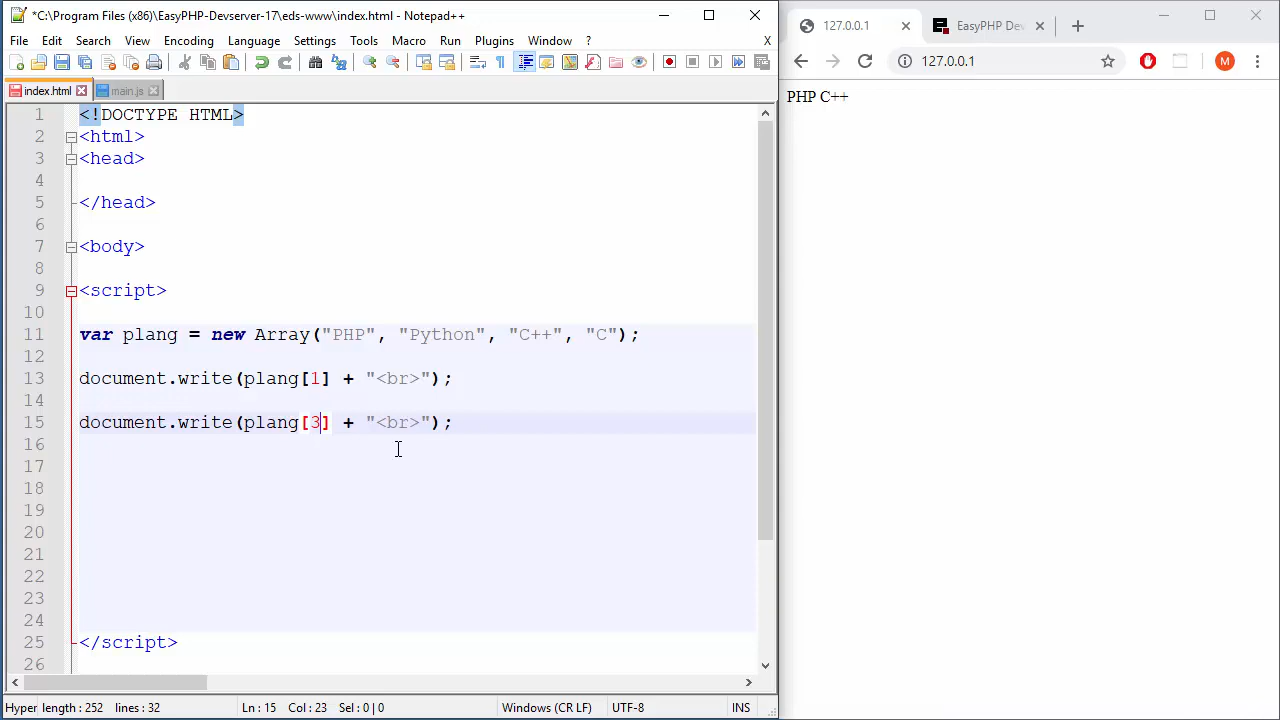 *C:\Program Files (x86)\EasyPHP-Devserver-17\eds-www\index.html - Notepad++
File Edit Search View Encoding Language Settings Tools Macro Run Plugins Window ? X
index.html main.js
1 <!DOCTYPE HTML>
2 <html>
3 <head>
4
5 </head>
6
7 <body>
8
9 <script>
10
11 var plang = new Array("PHP", "Python", "C++", "C");
12
13 document.write(plang[1] + "<br>");
14
15 document.write(plang[3] + "<br>");
16
17
18
19
20
21
22
23
24
25 </script>
26
Hyper length : 252 lines : 32 Ln : 15 Col : 23 Sel : 0 | 0 Windows (CR LF) UTF-8 INS
127.0.0.1 EasyPHP Dev
127.0.0.1 M
PHP C++